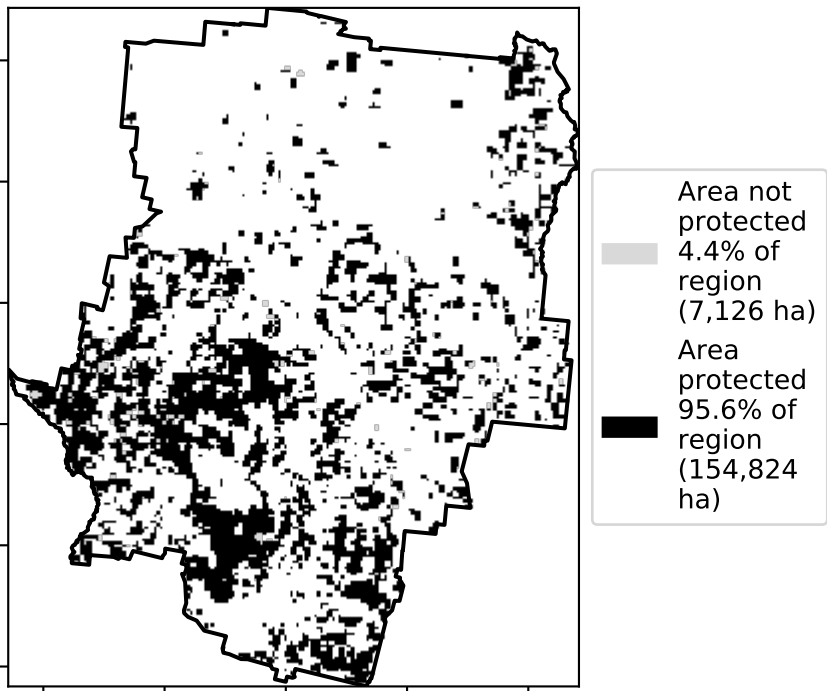 Area not
protected
4.4% of
region
(7,126 ha)
Area
protected
95.6% of
region
(154,824
ha)